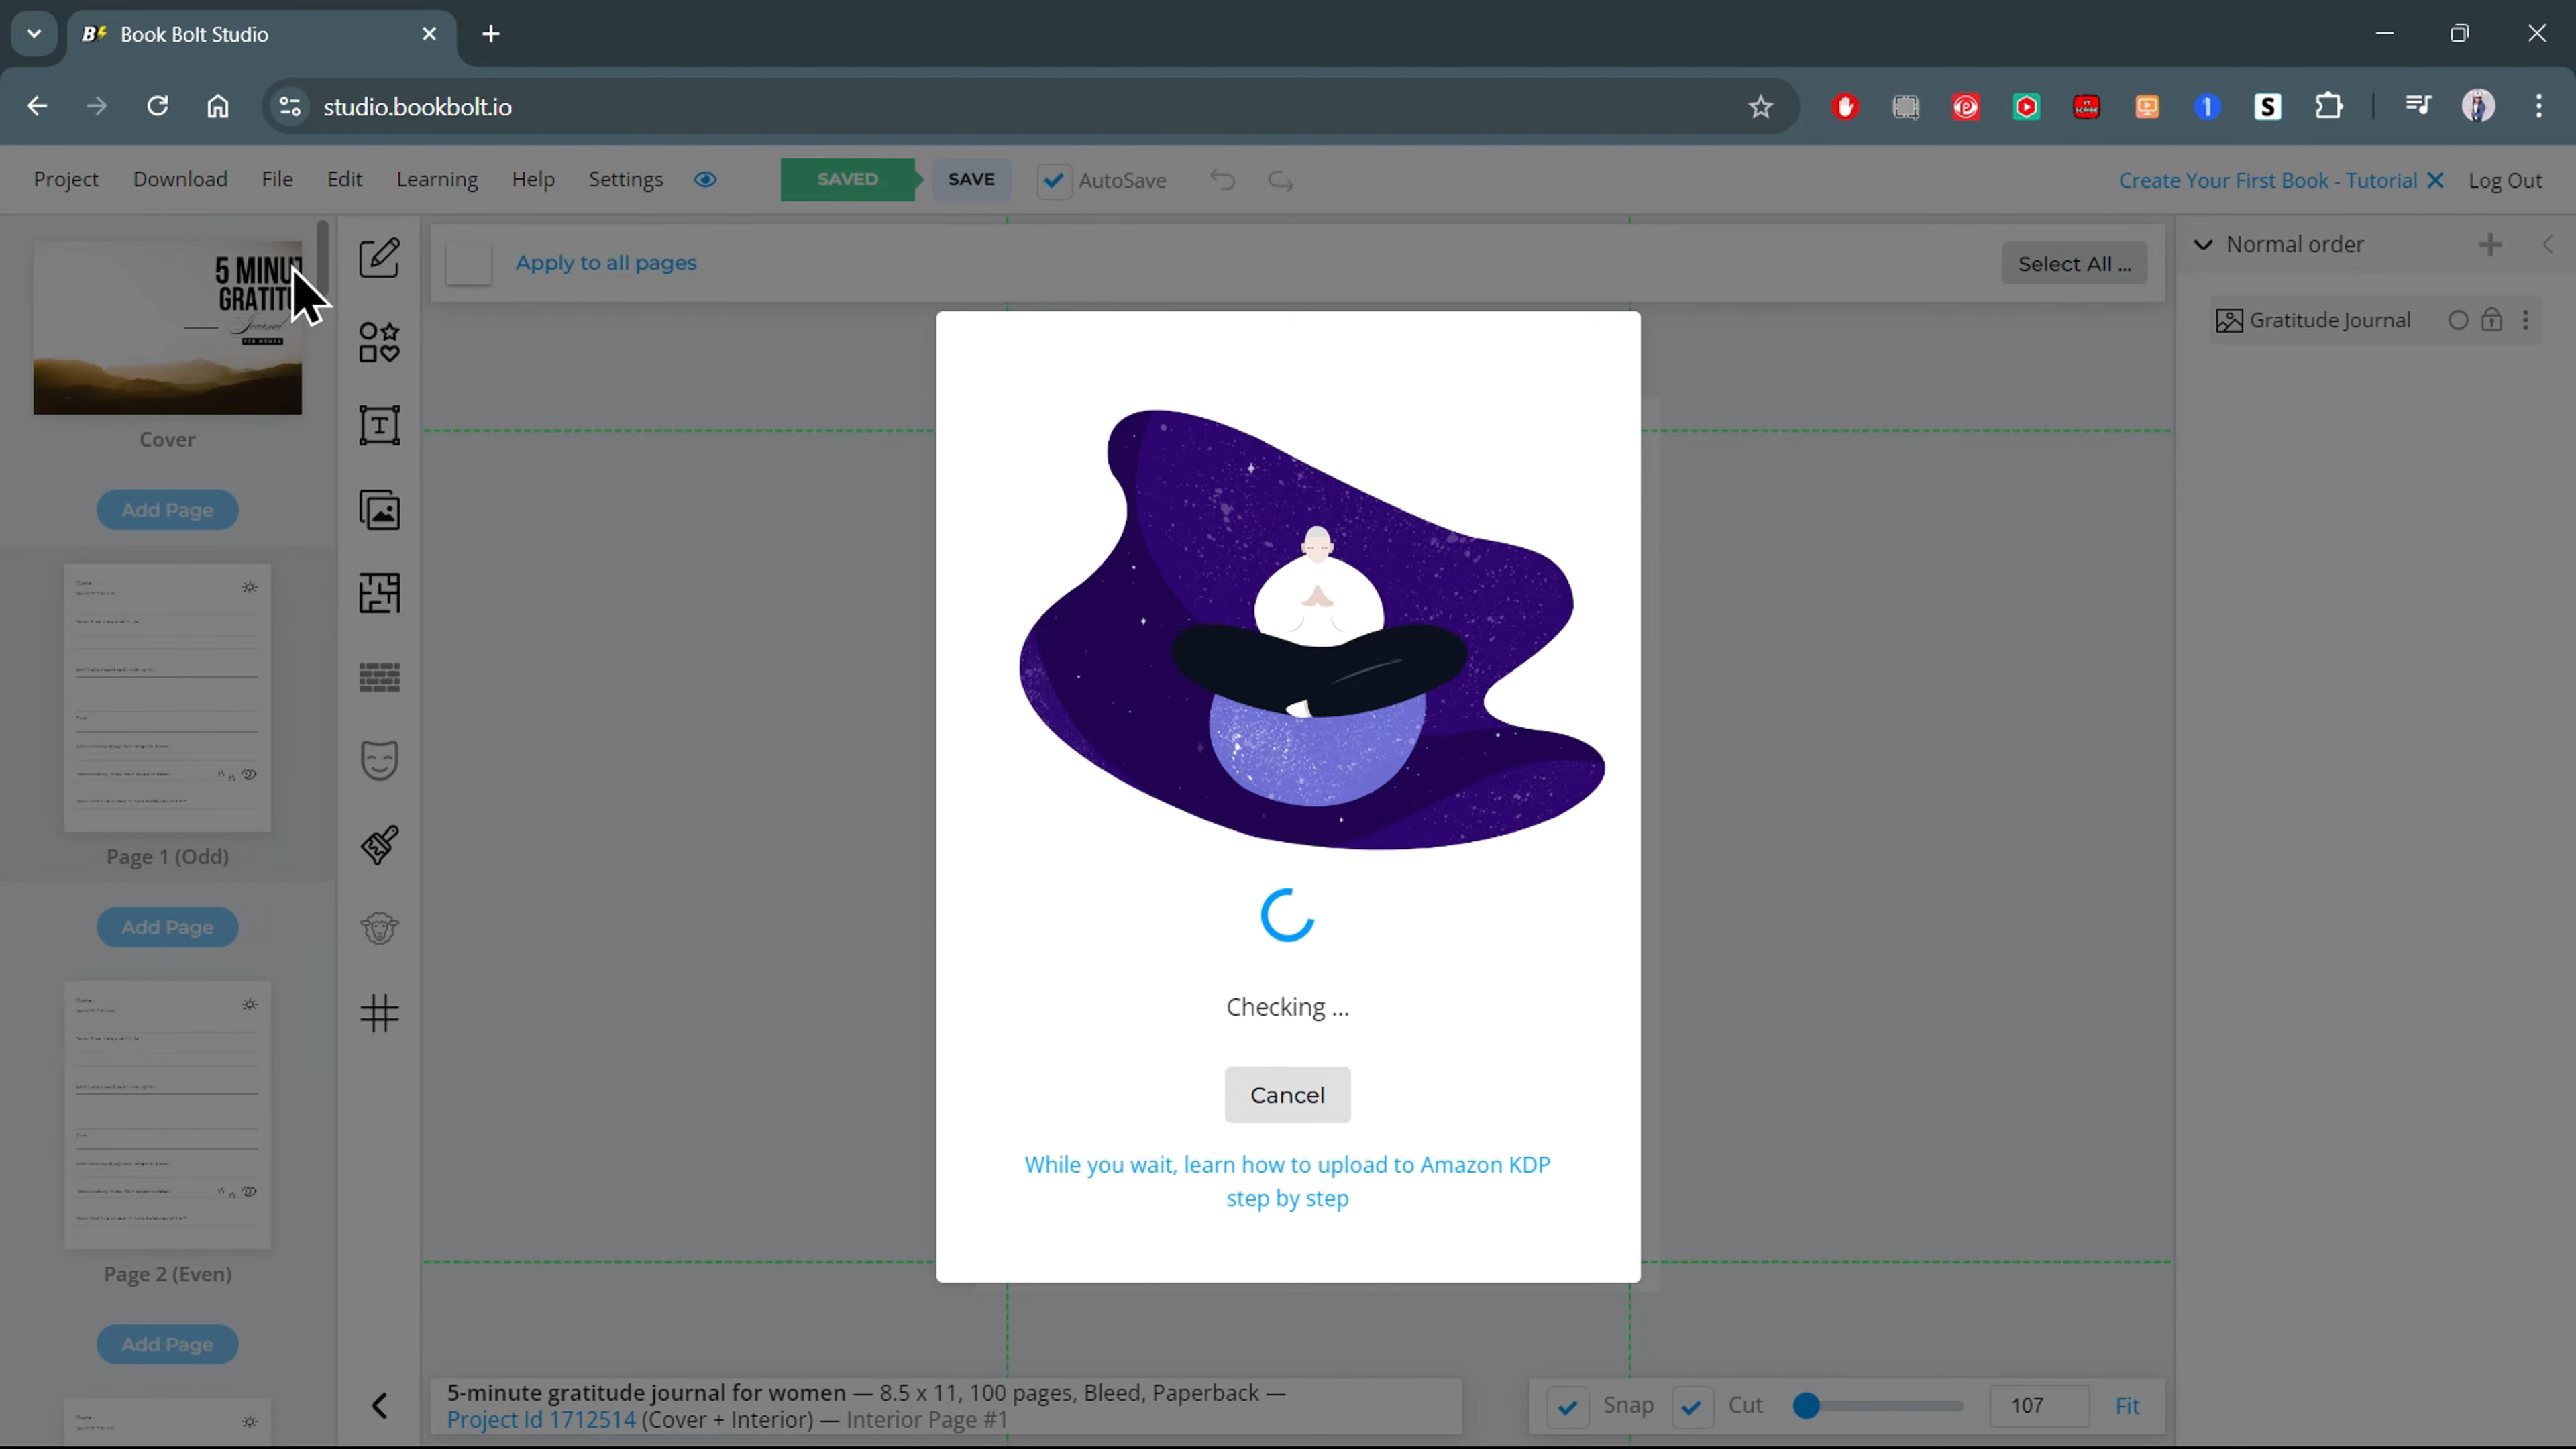 Book Bolt Studio
studio.bookbolt.io
Project Download File Edit Learning Help Settings SAVED SAVE AutoSave Create Your First Book - Tutorial Log Out
Apply to all pages
Select All ...
Normal order
Gratitude Journal
5 MINUT
GRATIT
Journal
FOR WOMEN
Cover
Add Page
Page 1 (Odd)
Add Page
Page 2 (Even)
Add Page
Checking ...
Cancel
While you wait, learn how to upload to Amazon KDP
step by step
5-minute gratitude journal for women — 8.5 x 11, 100 pages, Bleed, Paperback —
Project Id 1712514 (Cover + Interior) — Interior Page #1
Snap Cut 107 Fit